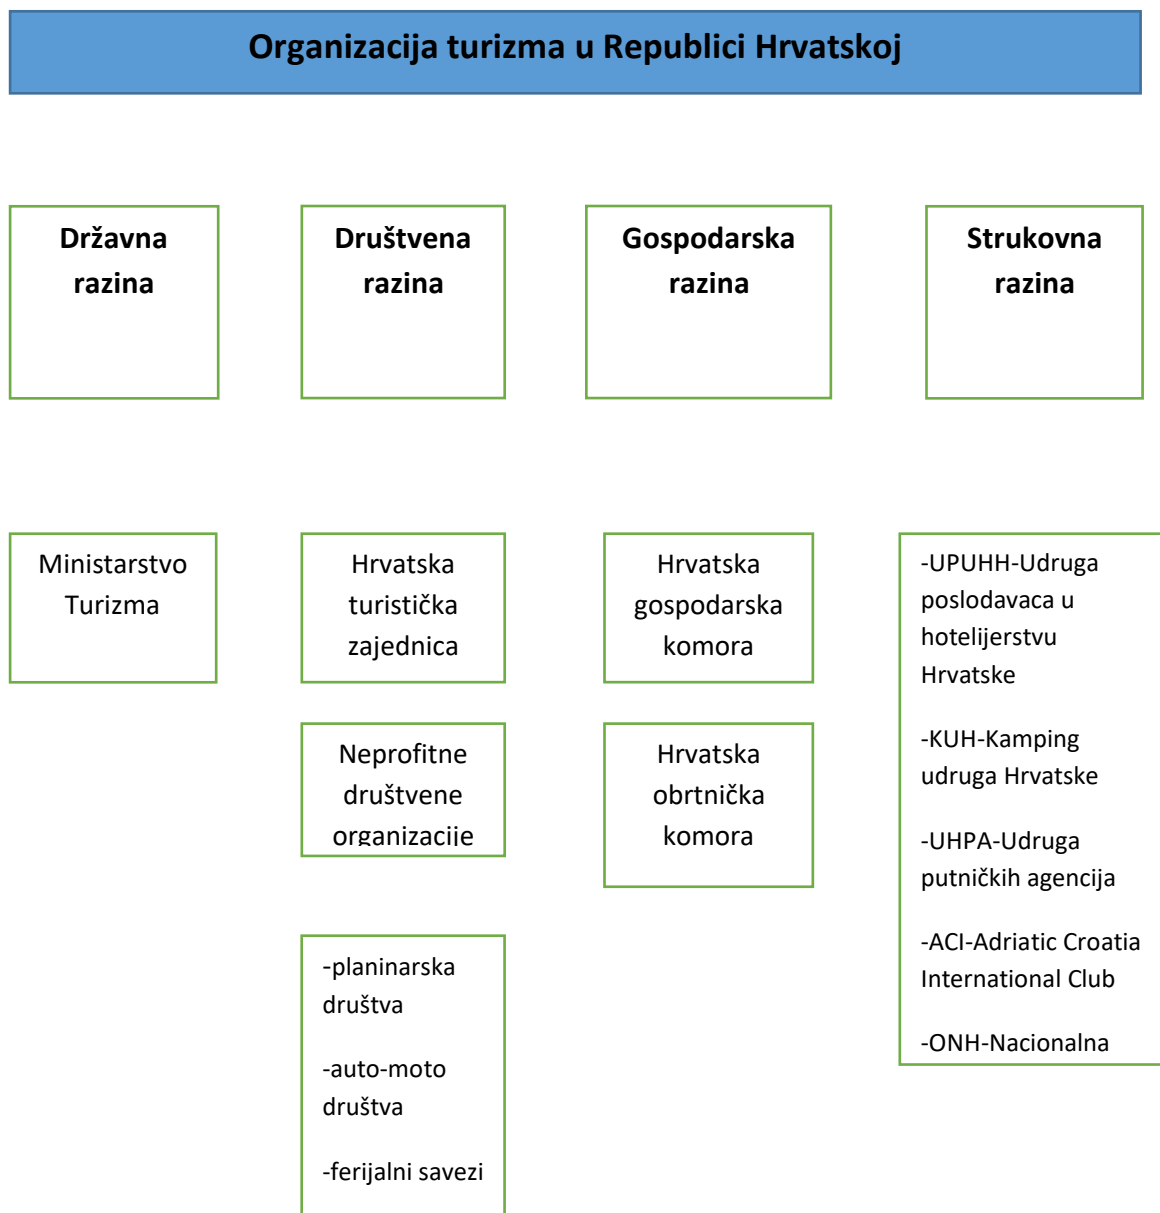 Organizacija turizma u Republici Hrvatskoj
Državna
razina
Društvena
razina
Gospodarska
razina
Strukovna
razina
Ministarstvo
Turizma
Hrvatska
turistička
zajednica
Hrvatska
gospodarska
komora
Neprofitne
društvene
organizacije
Hrvatska
obrtnička
komora
-planinarska
društva
-auto-moto
društva
-ferijalni savezi
-UPUHH-Udruga
poslodavaca u
hotelijerstvu
Hrvatske
-KUH-Kamping
udruga Hrvatske
-UHPA-Udruga
putničkih agencija
-ACI-Adriatic Croatia
International Club
-ONH-Nacionalna